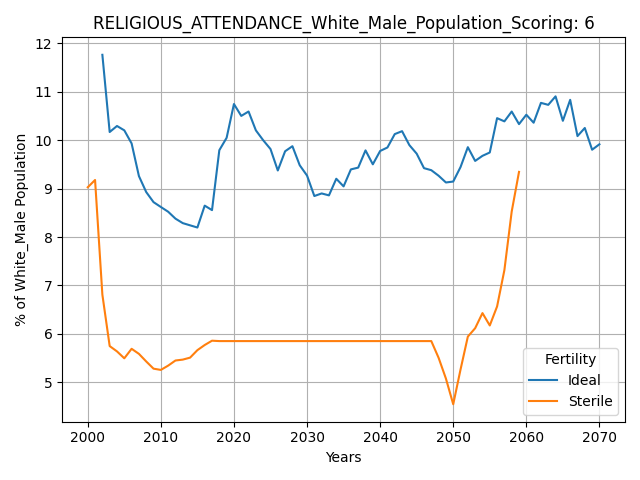 RELIGIOUS_ATTENDANCE_White_Male_Population_Scoring: 6
% of White_Male Population
12
11
10
9
8
7
6
5
2000 2010 2020 2030 2040 2050 2060 2070
Years
Fertility
Ideal
Sterile